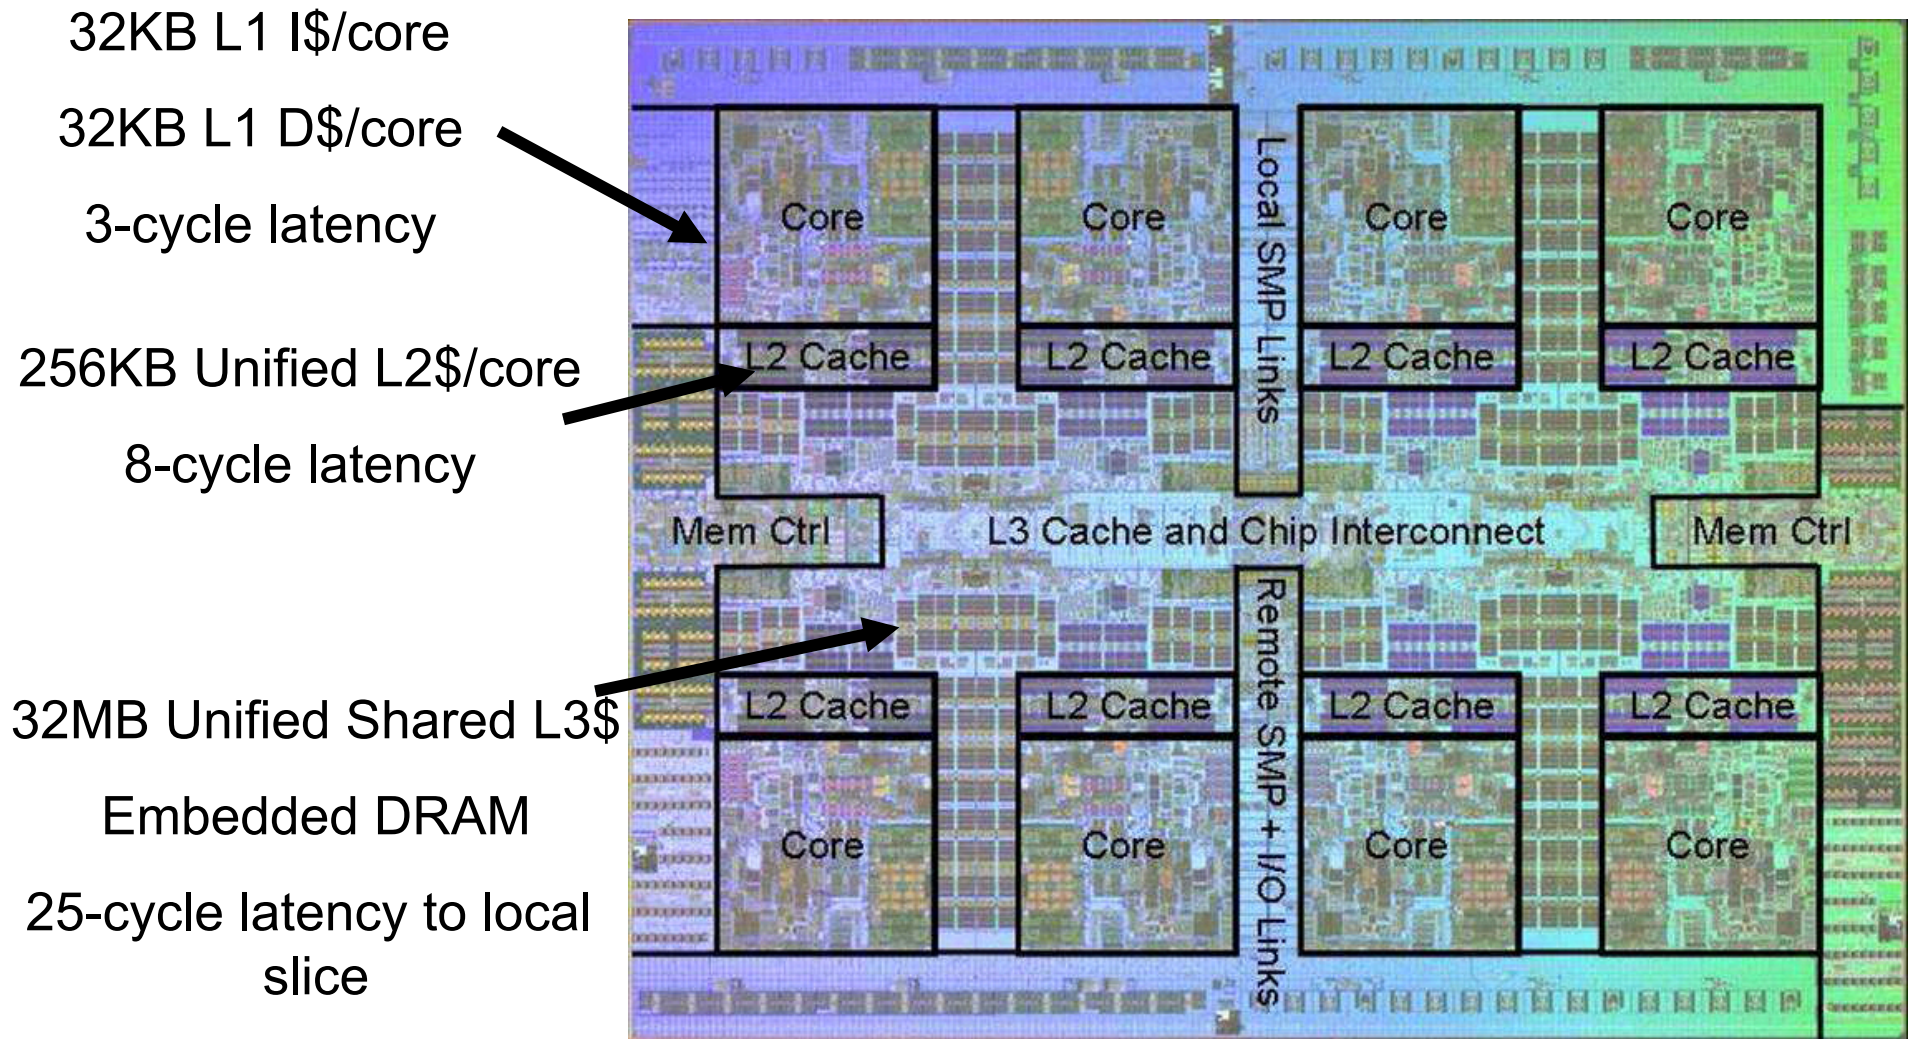 32KB L1 I$/core
32KB L1 D$/core
3-cycle latency
256KB Unified L2$/core
8-cycle latency
32MB Unified Shared L3$
Embedded DRAM
25-cycle latency to local
slice
Core
Core
Core
Core
Local SMP Links
L2 Cache
L2 Cache
L2 Cache
L2 Cache
Mem Ctrl
L3 Cache and Chip Interconnect
Mem Ctrl
L2 Cache
L2 Cache
Remote SMP + I/O Links
L2 Cache
L2 Cache
Core
Core
Core
Core